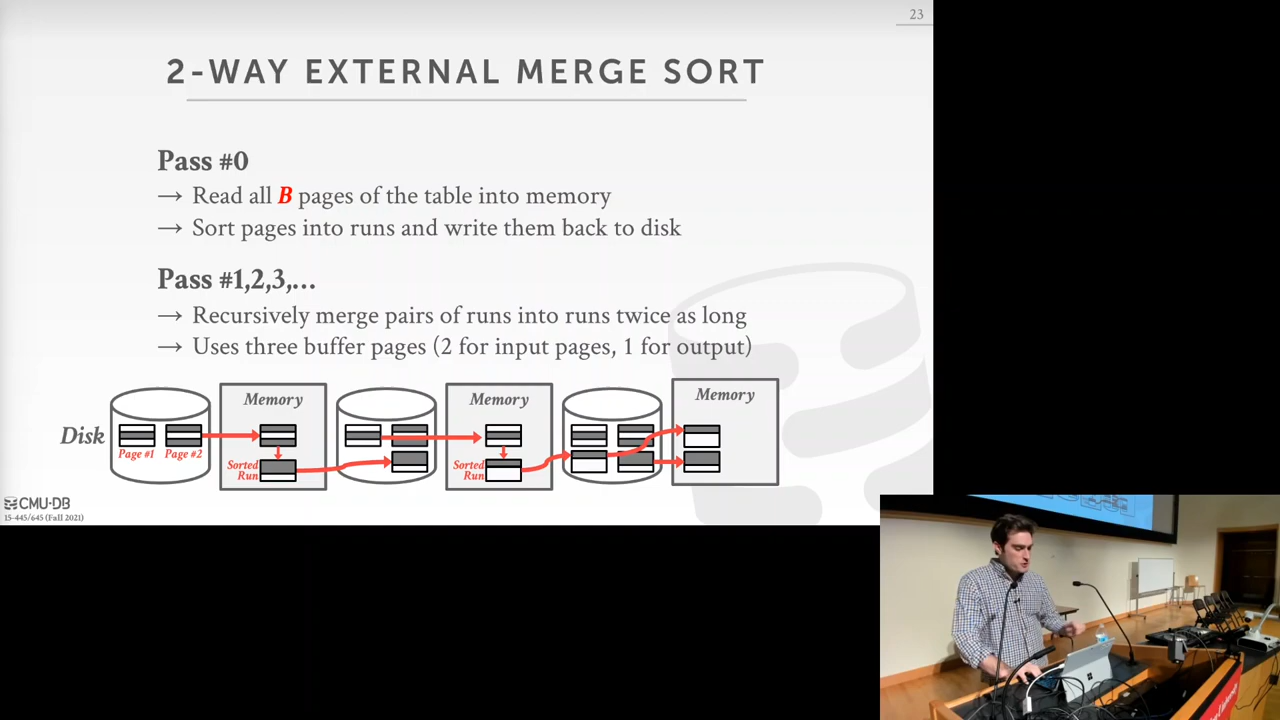 23
2-WAY EXTERNAL MERGE SORT
Pass #0
→ Read all B pages of the table into memory
→ Sort pages into runs and write them back to disk
Pass #1,2,3,…
→ Recursively merge pairs of runs into runs twice as long
→ Uses three buffer pages (2 for input pages, 1 for output)
Disk
Page #1
Page #2
Memory
Sorted
Run
Memory
Sorted
Run
Memory
CMU·DB
15-445/645 (Fall 2021)